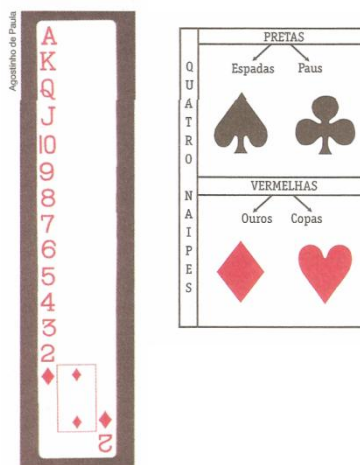 Agostinho de Paula
A
K
Q
J
10
9
8
7
6
5
4
3
2
2
QUATRO NAIPES
PRETAS
Espadas Paus
VERMELHAS
Ouros Copas